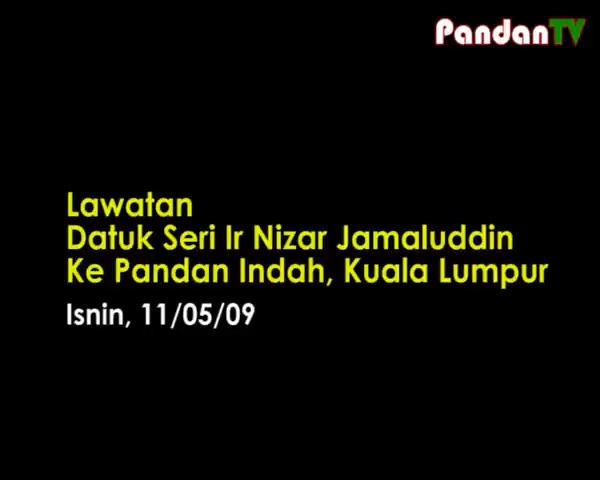 PandanTV
Lawatan
Datuk Seri Ir Nizar Jamaluddin
Ke Pandan Indah, Kuala Lumpur
Isnin, 11/05/09